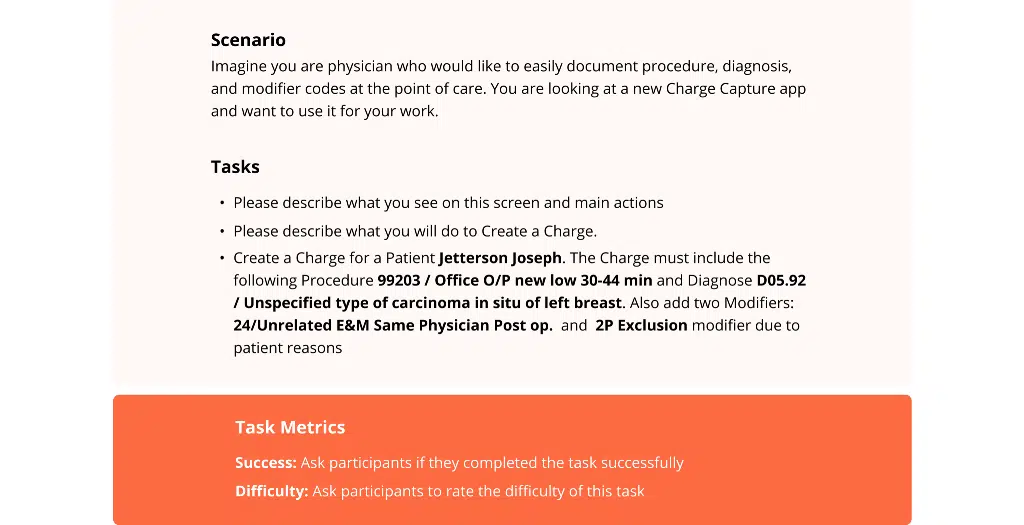 Scenario
Imagine you are physician who would like to easily document procedure, diagnosis,
and modifier codes at the point of care. You are looking at a new Charge Capture app
and want to use it for your work.
Tasks
• Please describe what you see on this screen and main actions
• Please describe what you will do to Create a Charge.
• Create a Charge for a Patient Jetterson Joseph. The Charge must include the
following Procedure 99203 / Office O/P new low 30-44 min and Diagnose D05.92
/ Unspecified type of carcinoma in situ of left breast. Also add two Modifiers:
24/Unrelated E&M Same Physician Post op. and 2P Exclusion modifier due to
patient reasons
Task Metrics
Success: Ask participants if they completed the task successfully
Difficulty: Ask participants to rate the difficulty of this task